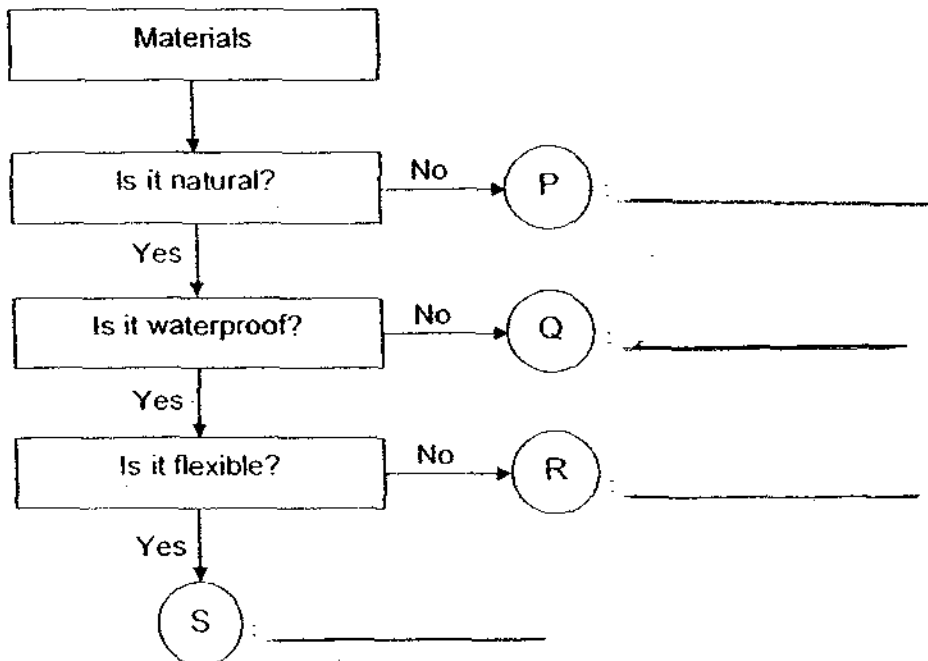 Materials
Is it natural?
No
P :
Yes
Is it waterproof?
No
Q :
Yes
Is it flexible?
No
R :
Yes
S :